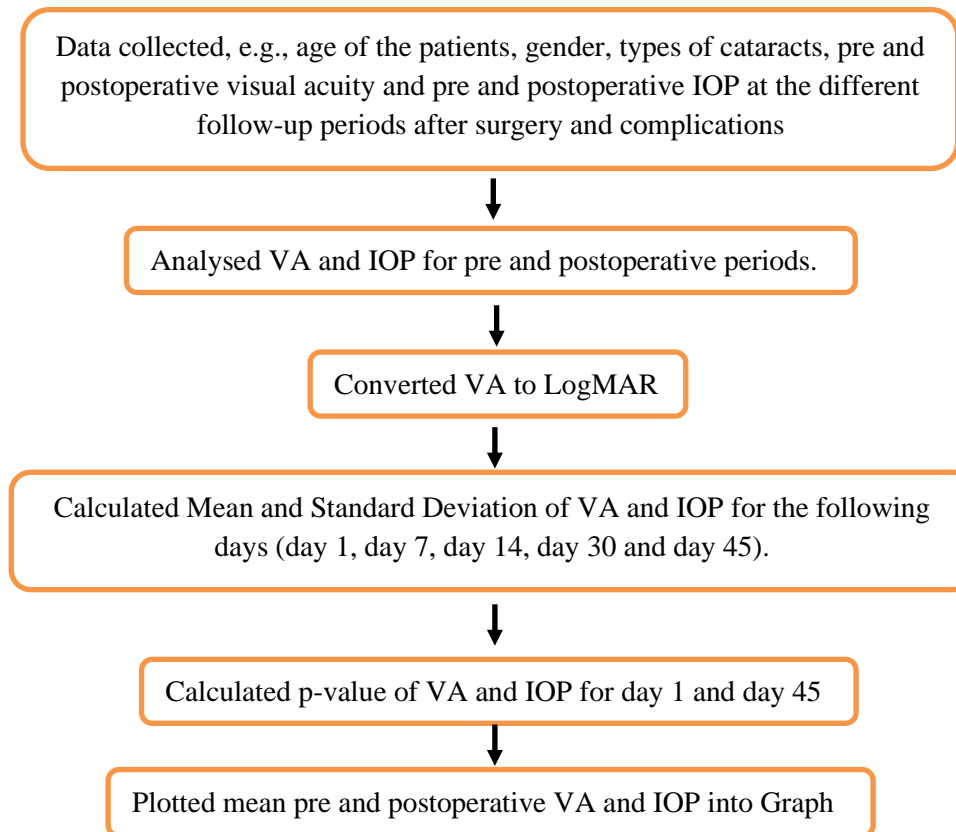 Data collected, e.g., age of the patients, gender, types of cataracts, pre and
postoperative visual acuity and pre and postoperative IOP at the different
follow-up periods after surgery and complications
Analysed VA and IOP for pre and postoperative periods.
Converted VA to LogMAR
Calculated Mean and Standard Deviation of VA and IOP for the following
days (day 1, day 7, day 14, day 30 and day 45).
Calculated p-value of VA and IOP for day 1 and day 45
Plotted mean pre and postoperative VA and IOP into Graph